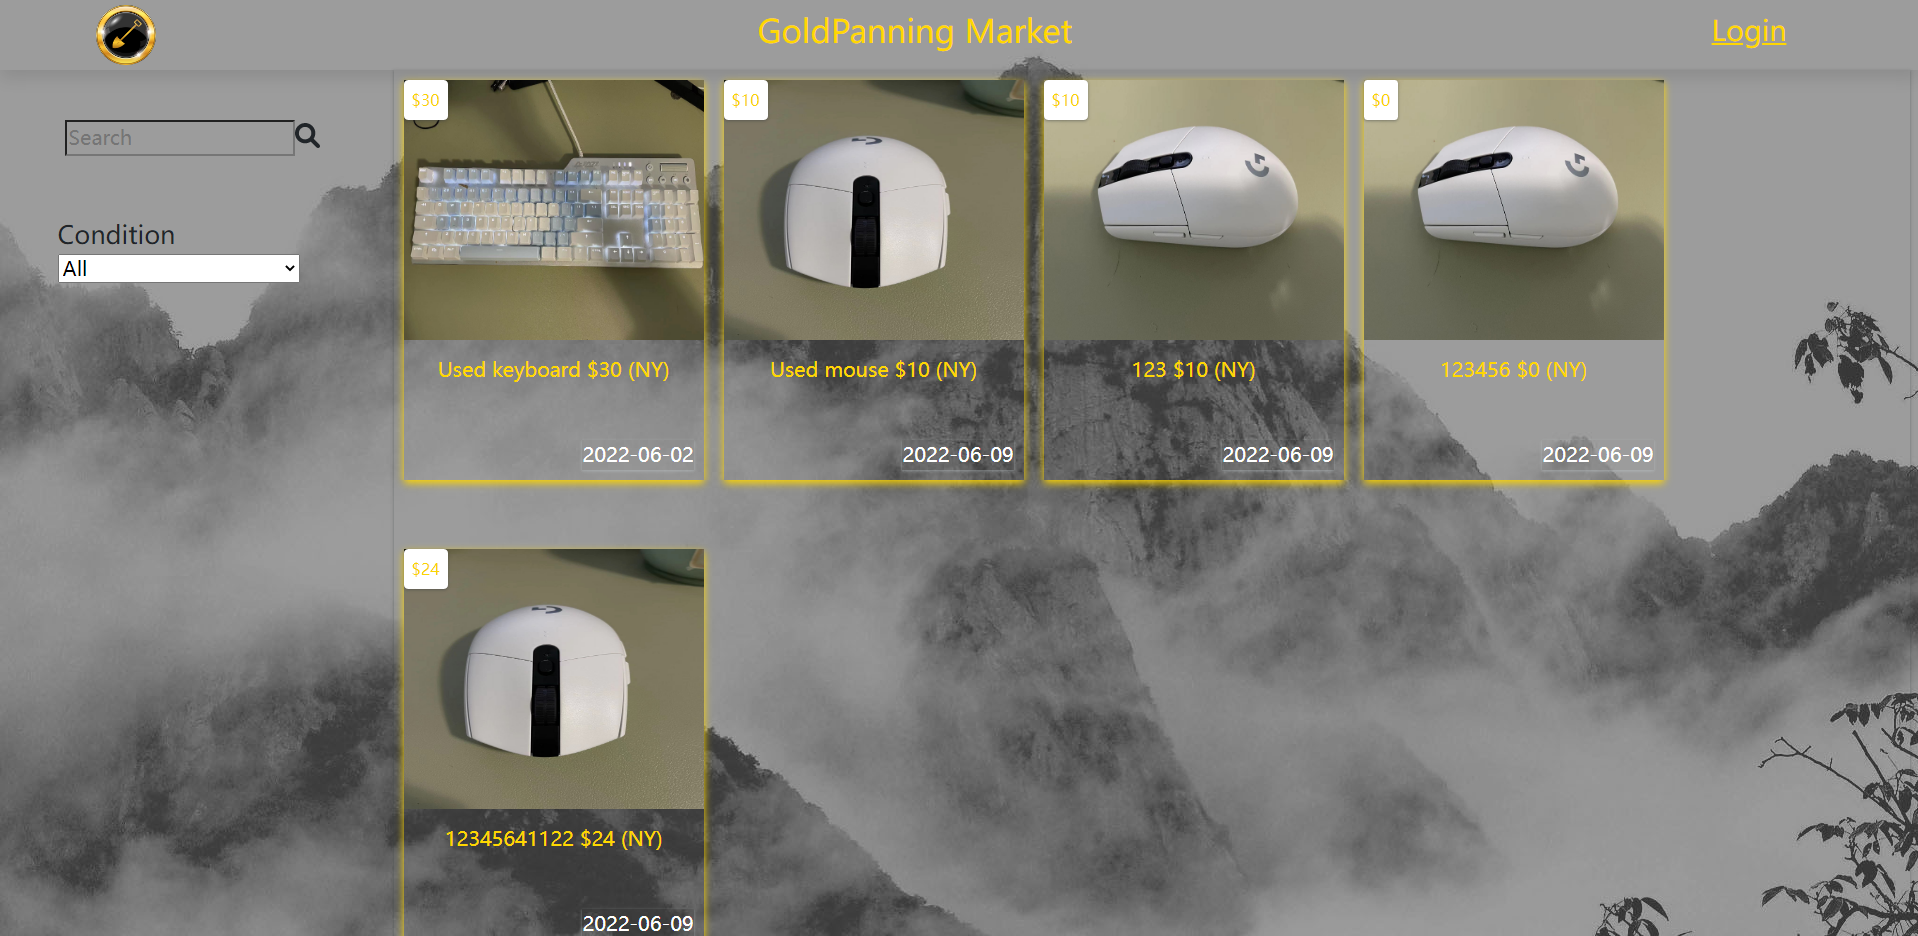 GoldPanning Market
Login
Search
Condition
All
$30
Used keyboard $30 (NY)
2022-06-02
$10
Used mouse $10 (NY)
2022-06-09
$10
123 $10 (NY)
2022-06-09
$0
123456 $0 (NY)
2022-06-09
$24
12345641122 $24 (NY)
2022-06-09